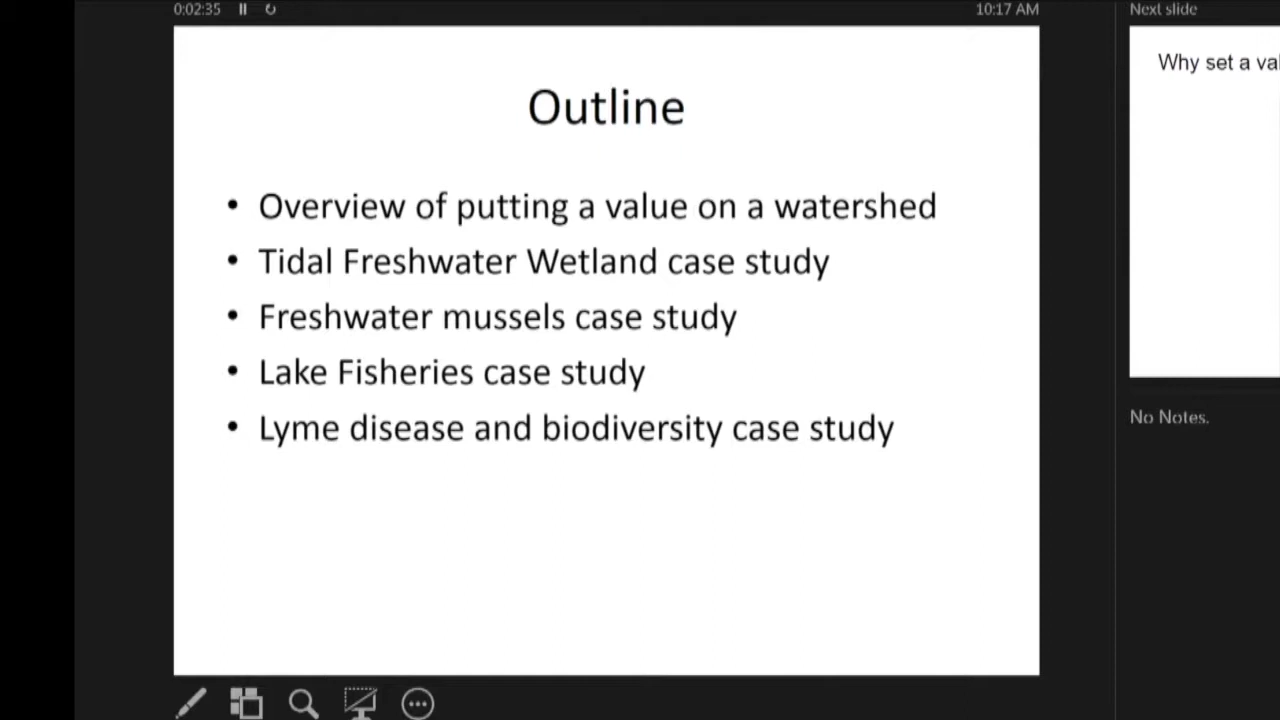 0:02:35
10:17 AM
Next slide
Outline
• Overview of putting a value on a watershed
• Tidal Freshwater Wetland case study
• Freshwater mussels case study
• Lake Fisheries case study
• Lyme disease and biodiversity case study
Why set a
No Notes.